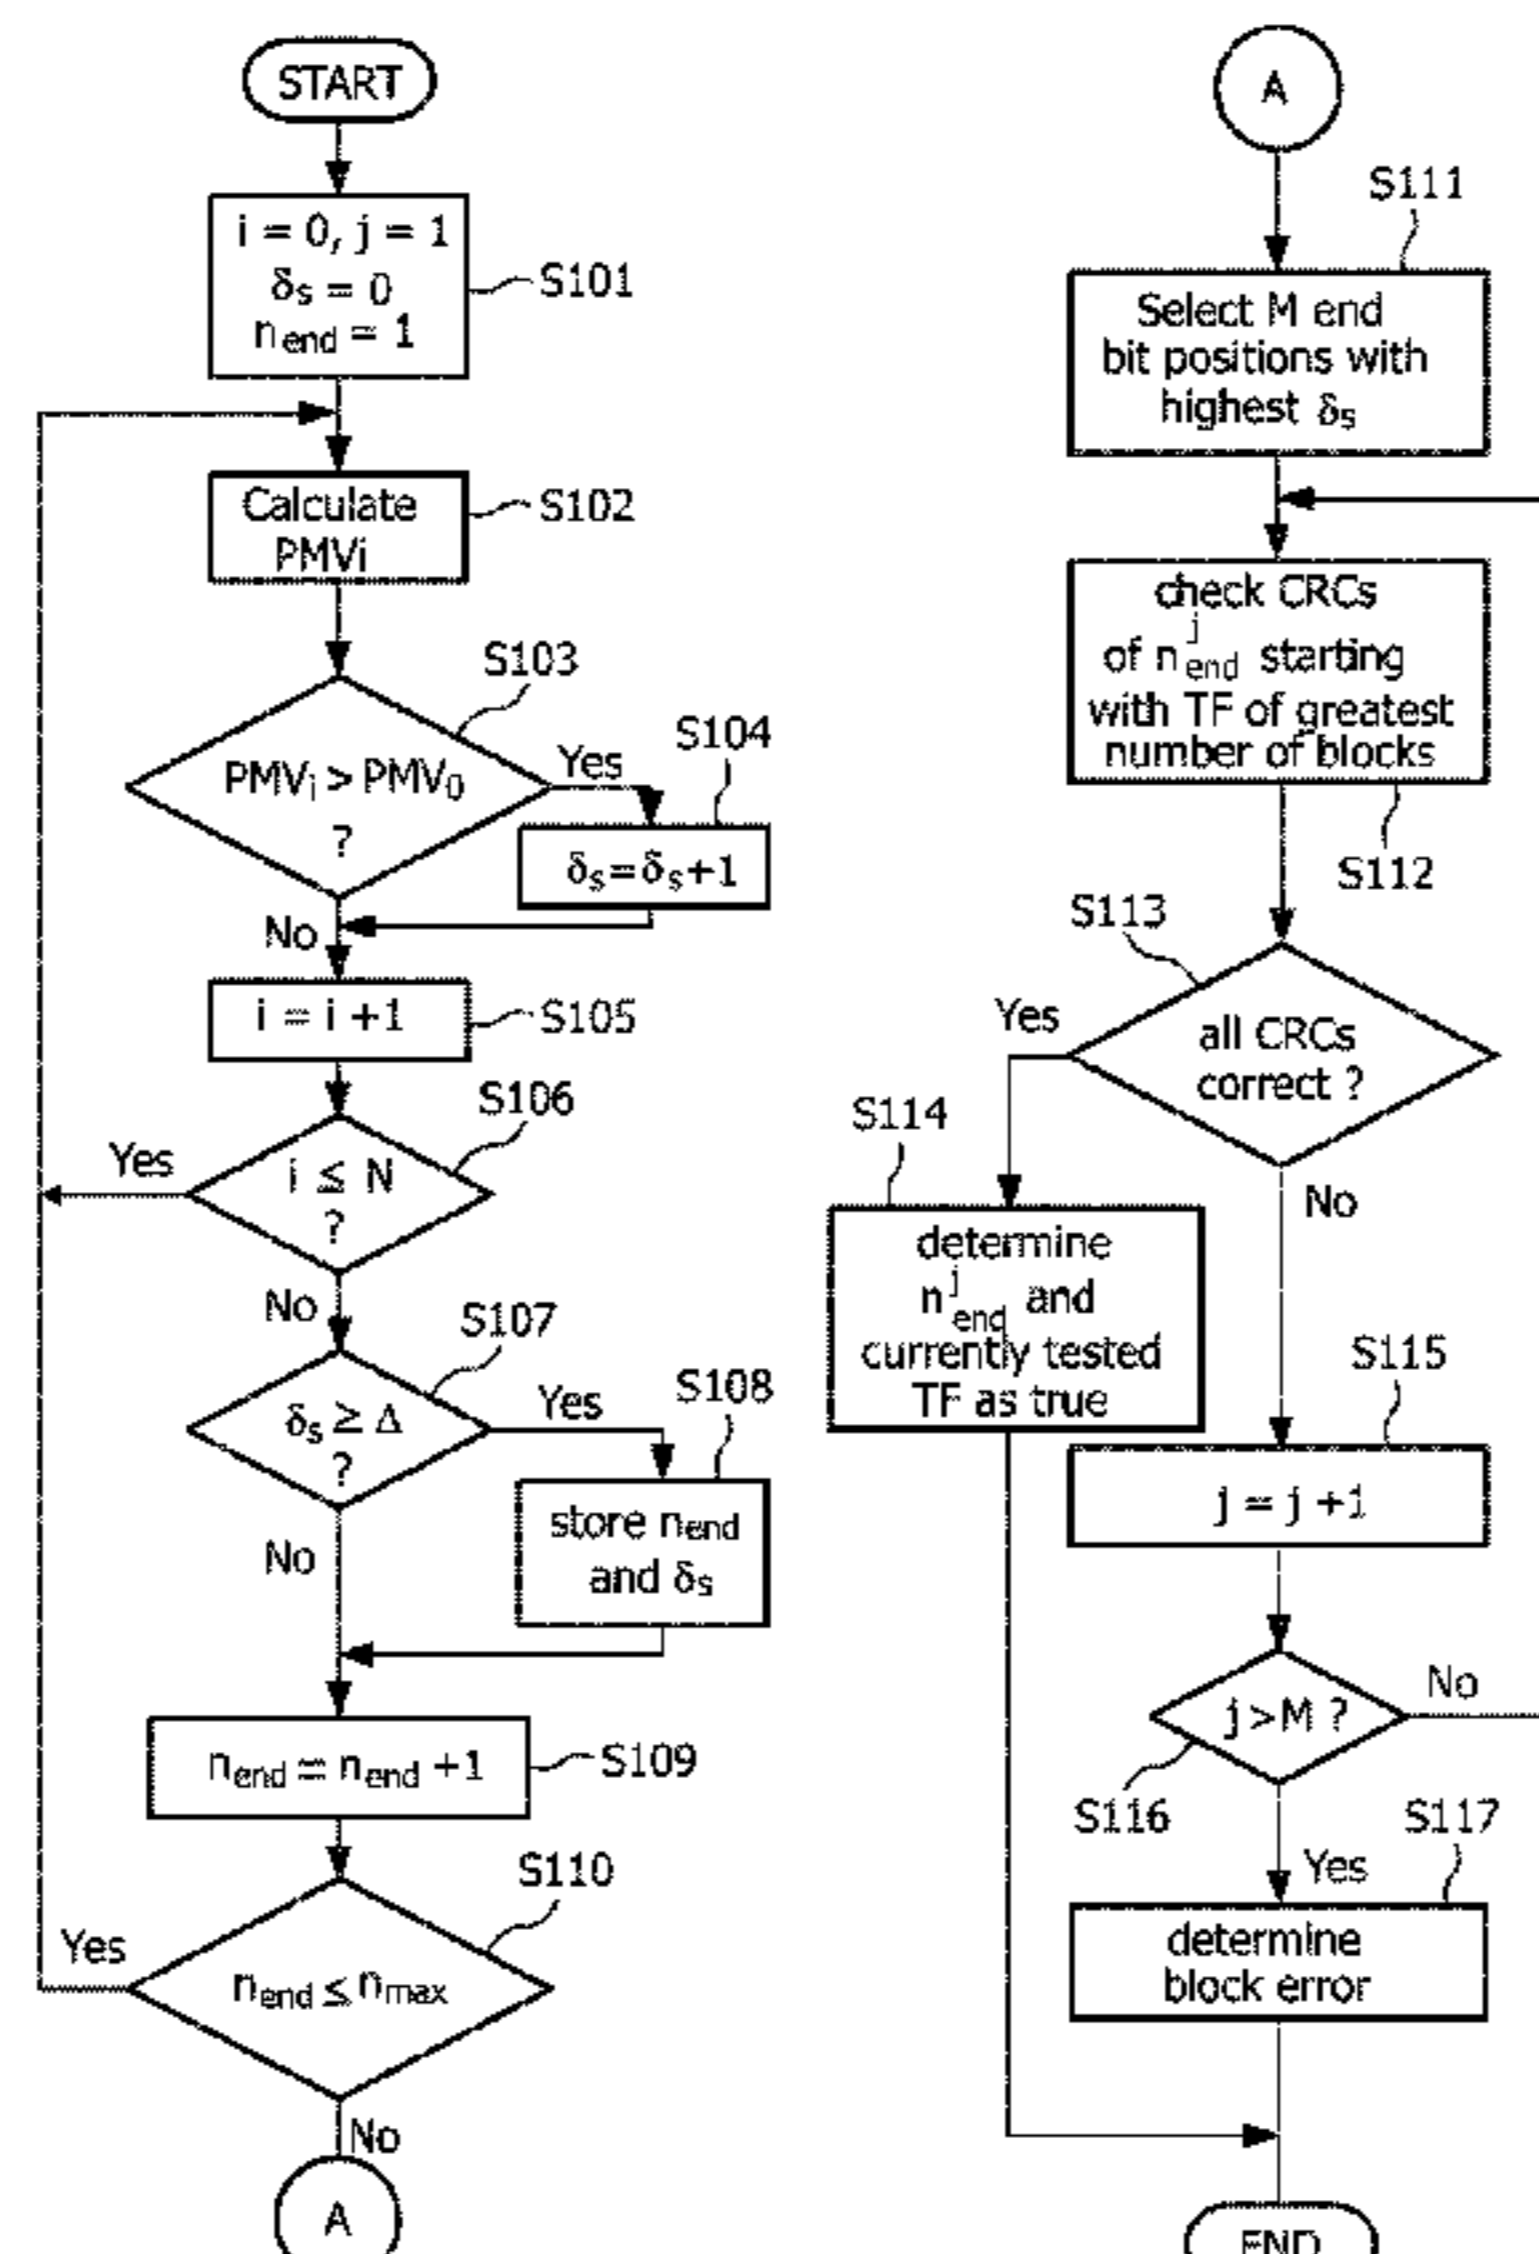 START
i = 0, j = 1
δs = 0
nend = 1
S101
Calculate
PMVi
S102
S103
PMVi > PMV0
?
Yes
S104
δs=δs+1
No
i = i +1
S105
S106
Yes
i ≤ N
?
No
S107
δs ≥ Δ
?
Yes
S108
store nend
and δs
No
nend = nend +1
S109
S110
Yes
nend ≤ nmax
No
A
A
S111
Select M end
bit positions with
highest δs
check CRCs
of n^j_end starting
with TF of greatest
number of blocks
S112
S113
Yes
all CRCs
correct ?
No
S114
determine
n^j_end and
currently tested
TF as true
S115
j = j +1
j>M ?
No
S116
Yes
S117
determine
block error
END